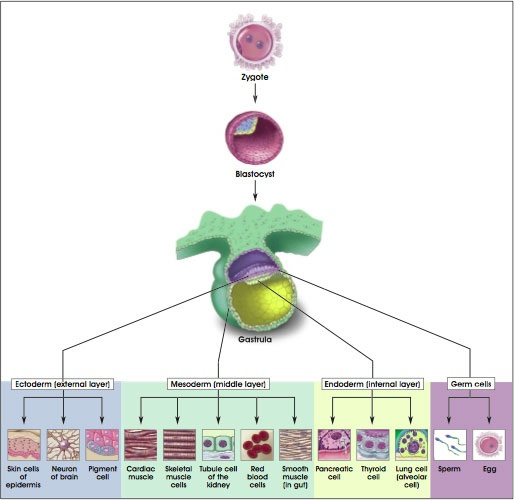 Zygote
Blastocyst
Gastrula
Ectoderm (external layer)
Mesoderm (middle layer)
Endoderm (internal layer)
Germ cells
Skin cells of
epidermis
Neuron
of brain
Pigment
cell
Cardiac
muscle
Skeletal
muscle
cells
Tubule cell
of the
kidney
Red
blood
cells
Smooth
muscle
(in gut)
Pancreatic
cell
Thyroid
cell
Lung cell
(alveolar
cell)
Sperm
Egg